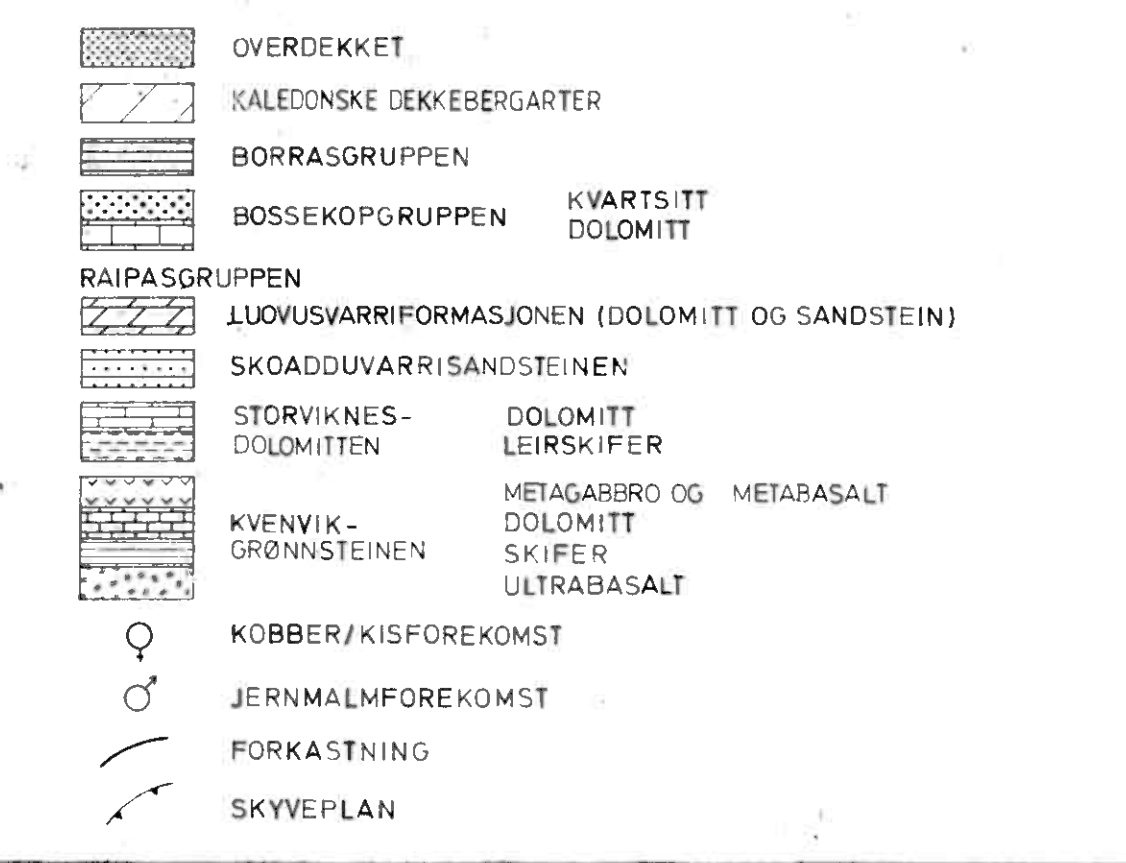 OVERDEKKET
KALEDONSKE DEKKEBERGARTER
BORRASGRUPPEN
BOSSEKOPGRUPPEN
KVARTSITT
DOLOMITT
RAIPASGRUPPEN
LUOVUSVARRIFORMASJONEN (DOLOMITT OG SANDSTEIN)
SKOADDUVARRISANDSTEINEN
STORVIKNES-
DOLOMITTEN
DOLOMITT
LEIRSKIFER
KVENVIK-
GRØNNSTEINEN
METAGABBRO OG METABASALT
DOLOMITT
SKIFER
ULTRABASALT
KOBBER/KISFOREKOMST
JERNMALMFOREKOMST
FORKASTNING
SKYVEPLAN